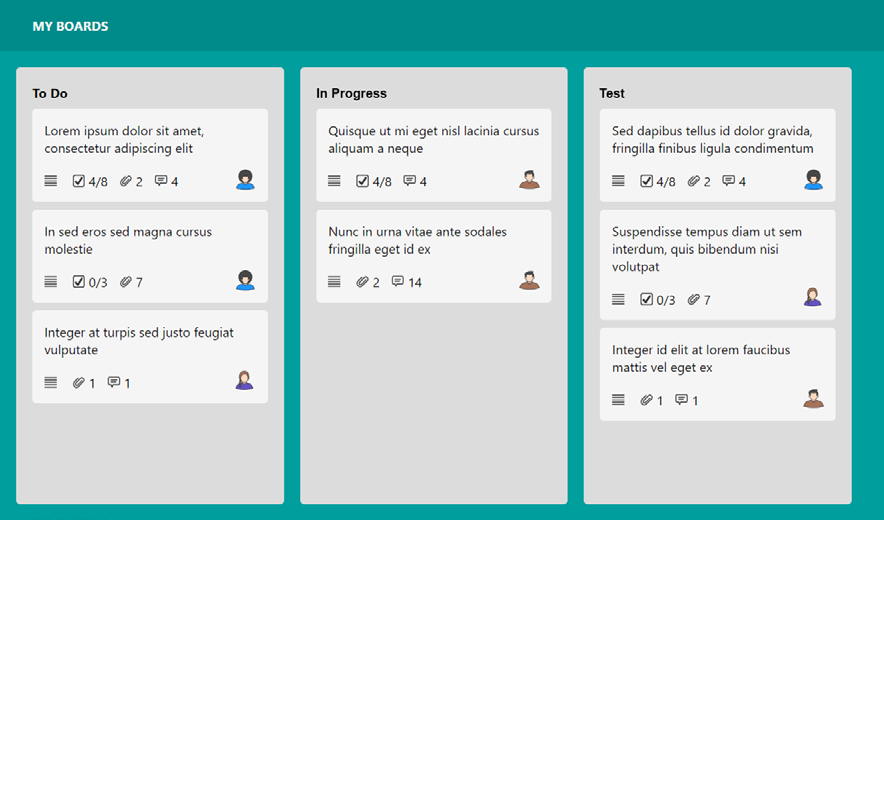 MY BOARDS
To Do
Lorem ipsum dolor sit amet,
consectetur adipiscing elit
4/8 2 4
In sed eros sed magna cursus
molestie
0/3 7
Integer at turpis sed justo feugiat
vulputate
1 1
In Progress
Quisque ut mi eget nisl lacinia cursus
aliquam a neque
4/8 4
Nunc in urna vitae ante sodales
fringilla eget id ex
2 14
Test
Sed dapibus tellus id dolor gravida,
fringilla finibus ligula condimentum
4/8 2 4
Suspendisse tempus diam ut sem
interdum, quis bibendum nisi
volutpat
0/3 7
Integer id elit at lorem faucibus
mattis vel eget ex
1 1